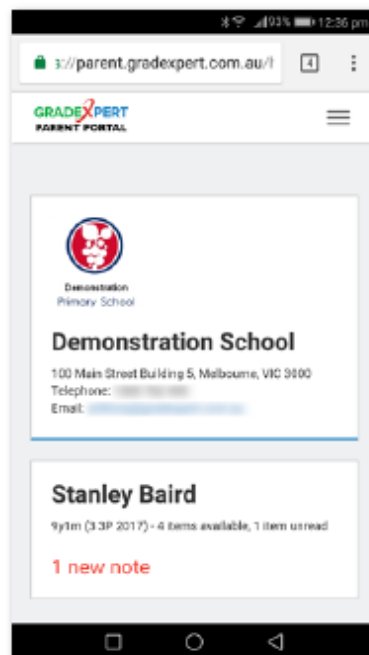 93% 12:36 pm
s://parent.gradexpert.com.au/
4
GRADEXPERT
PARENT PORTAL
Demonstration
Primary School
Demonstration School
100 Main Street Building 5, Melbourne, VIC 3000
Telephone:
Email:
Stanley Baird
9y1m (3 3P 2017) - 4 items available, 1 item unread
1 new note